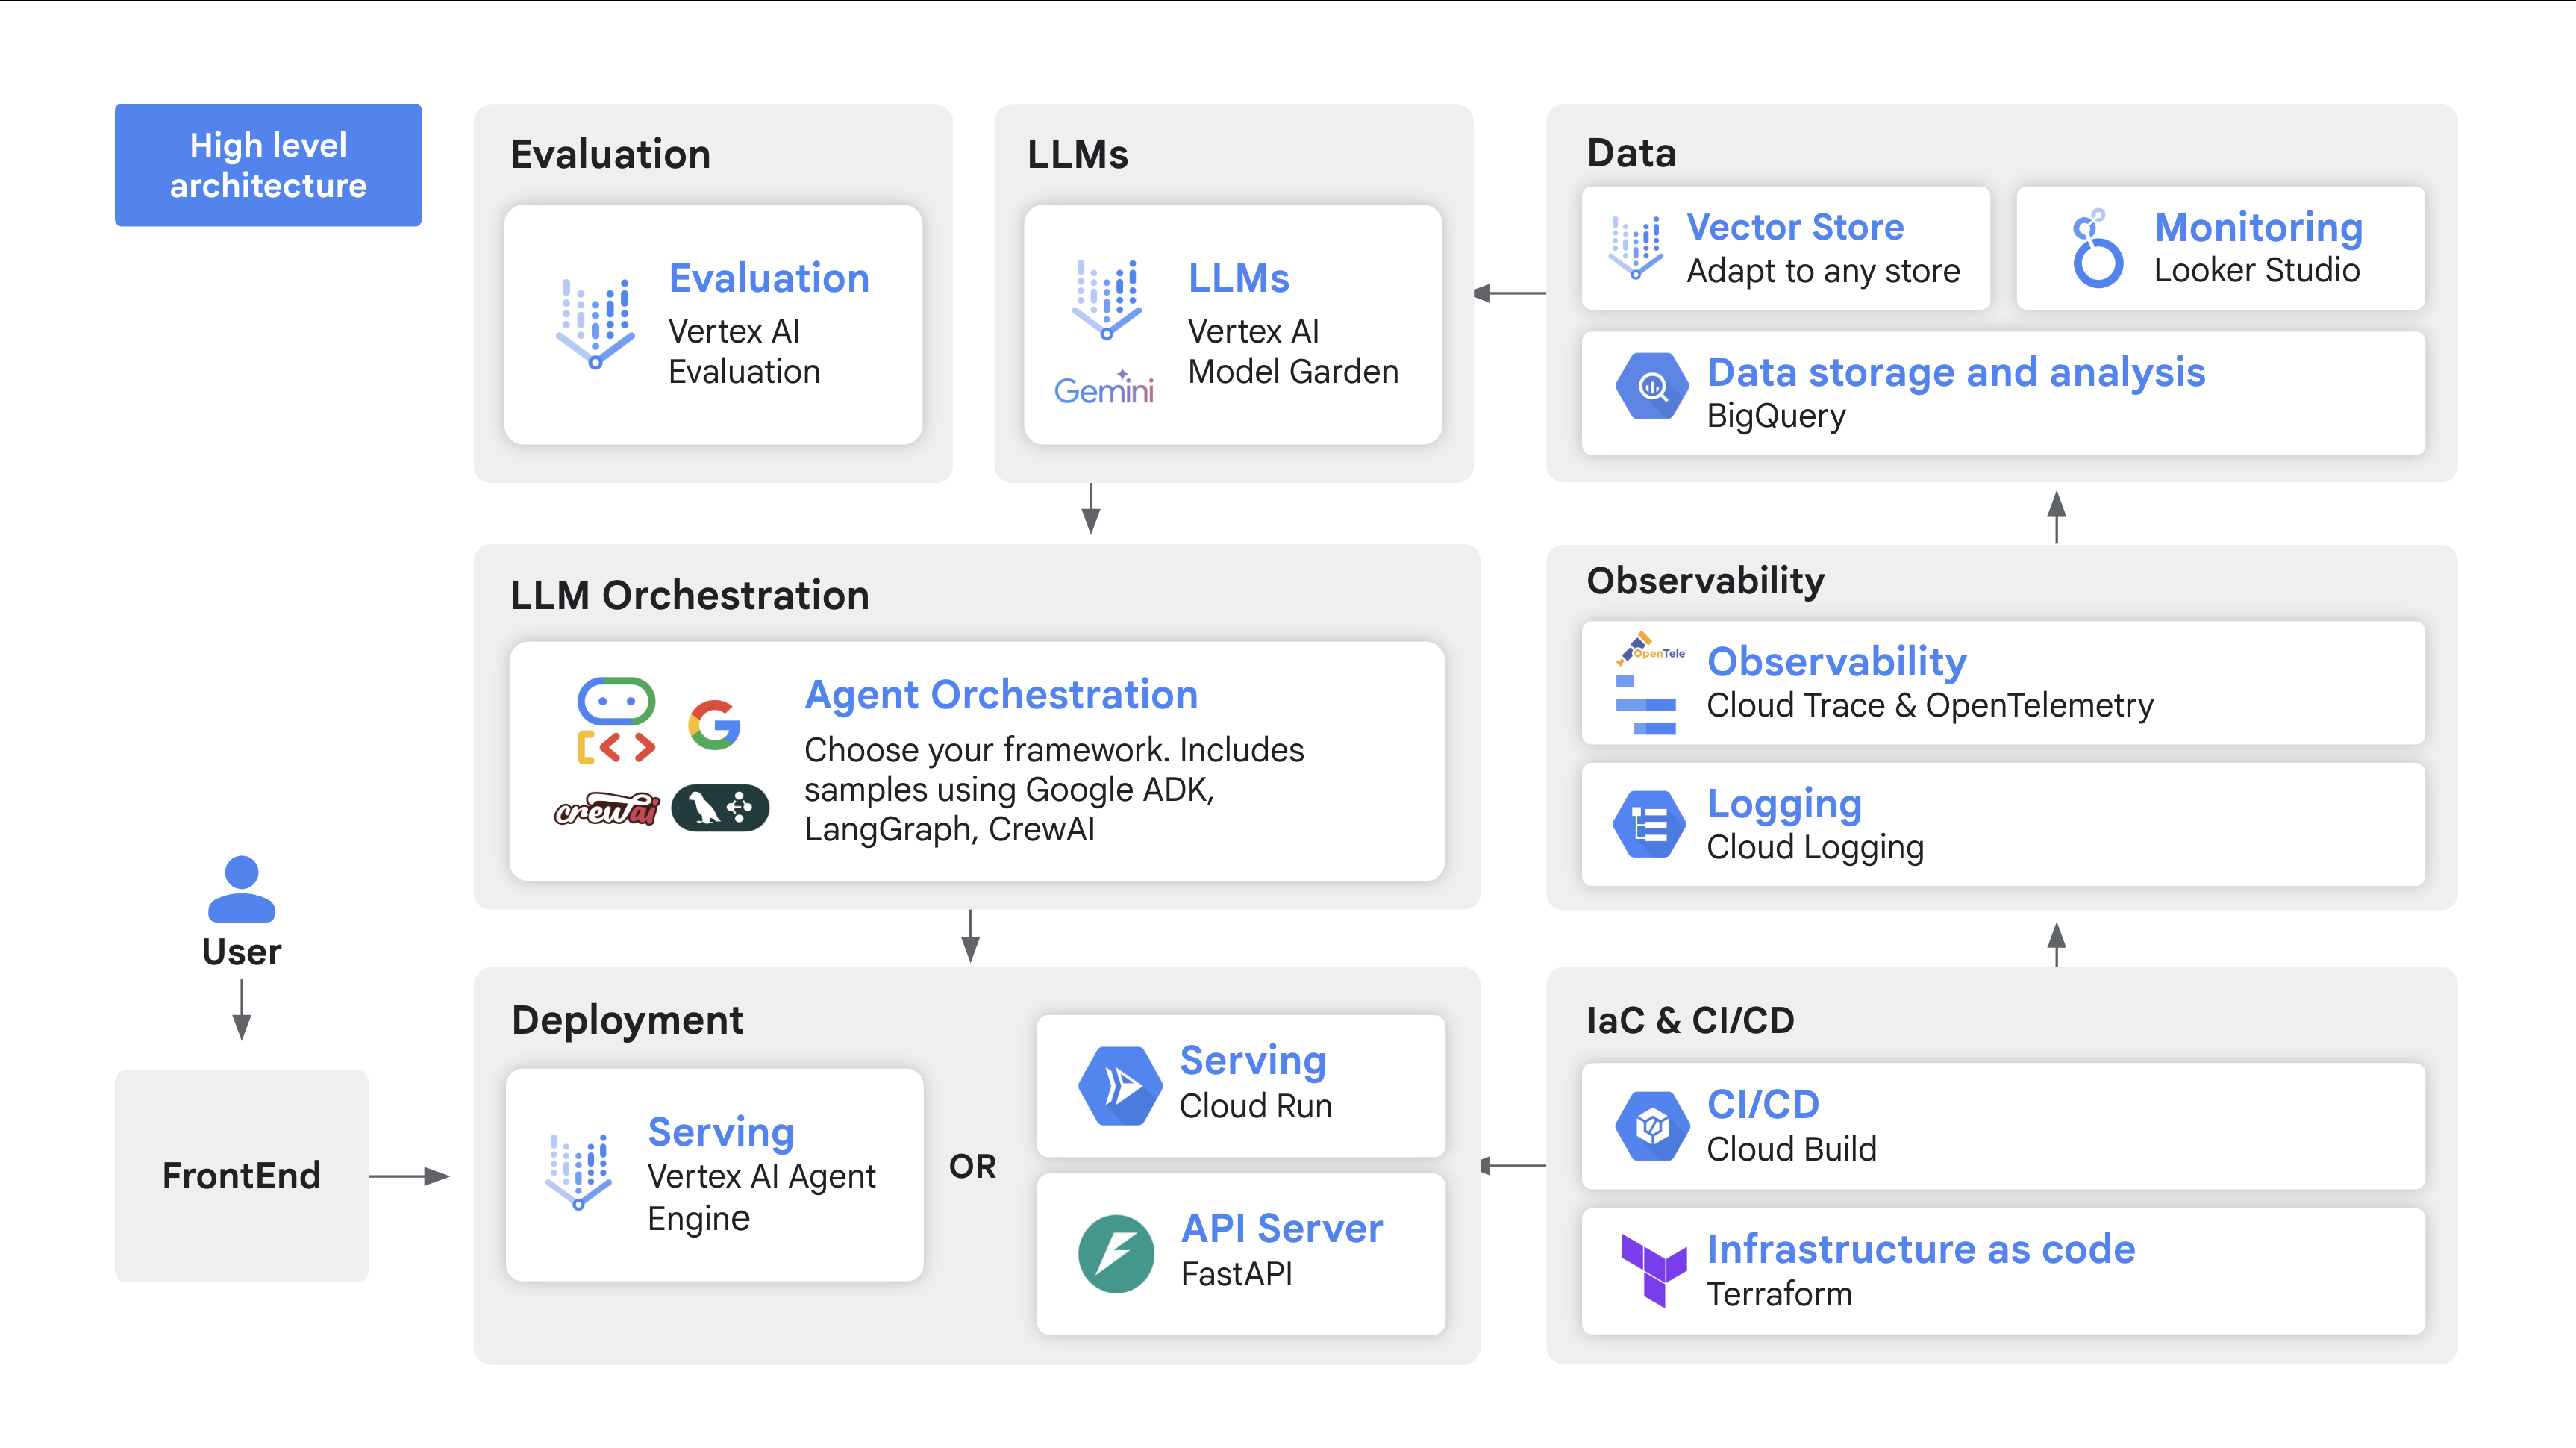 High level
architecture
Evaluation
Evaluation
Vertex AI
Evaluation
LLMs
Gemini
LLMs
Vertex AI
Model Garden
Data
Vector Store
Adapt to any store
Monitoring
Looker Studio
Data storage and analysis
BigQuery
LLM Orchestration
crewai
Agent Orchestration
Choose your framework. Includes
samples using Google ADK,
LangGraph, CrewAI
Observability
OpenTele
Observability
Cloud Trace & OpenTelemetry
Logging
Cloud Logging
User
FrontEnd
Deployment
Serving
Vertex AI Agent
Engine
OR
Serving
Cloud Run
API Server
FastAPI
IaC & CI/CD
CI/CD
Cloud Build
Infrastructure as code
Terraform